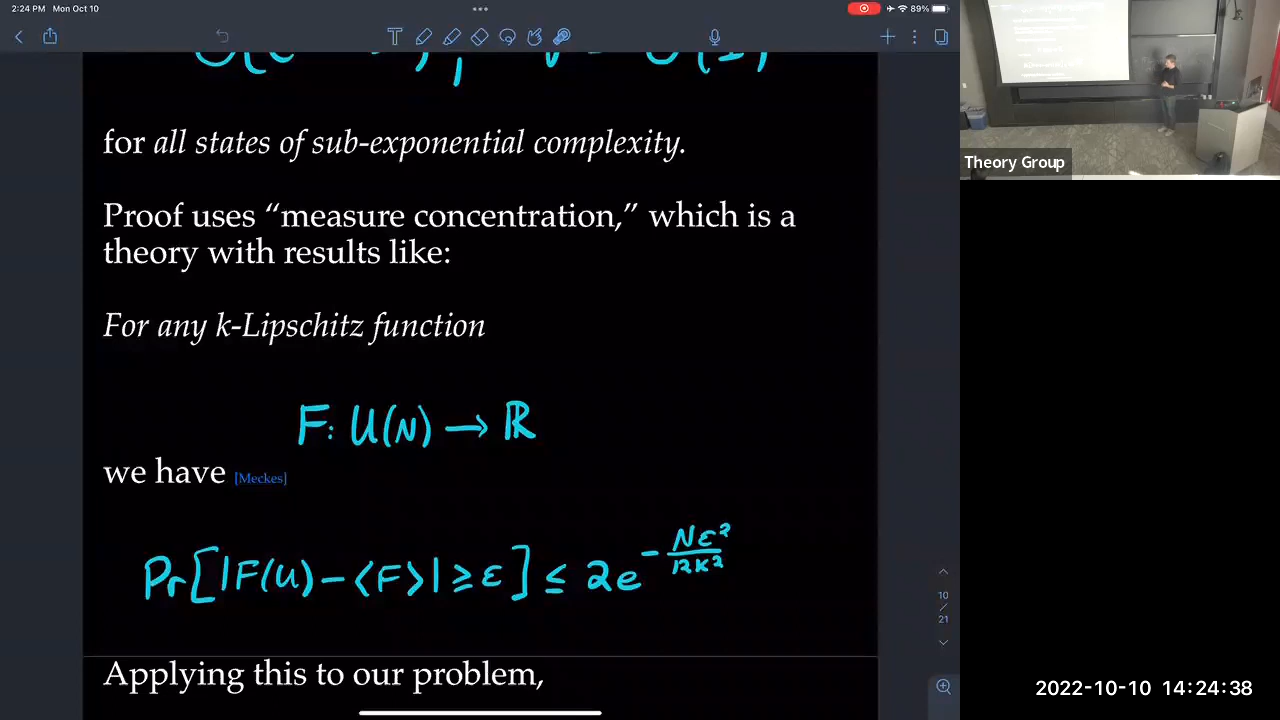 2:24 PM Mon Oct 10
89%
for all states of sub-exponential complexity.
Proof uses “measure concentration,” which is a
theory with results like:
For any k-Lipschitz function
F: U(N) → ℝ
we have [Meckes]
Pr[|F(U) − ⟨F⟩| ≥ ε] ≤ 2e^{−Nε²/12K²}
Applying this to our problem,
10
/
21
Theory Group
2022-10-10 14:24:38